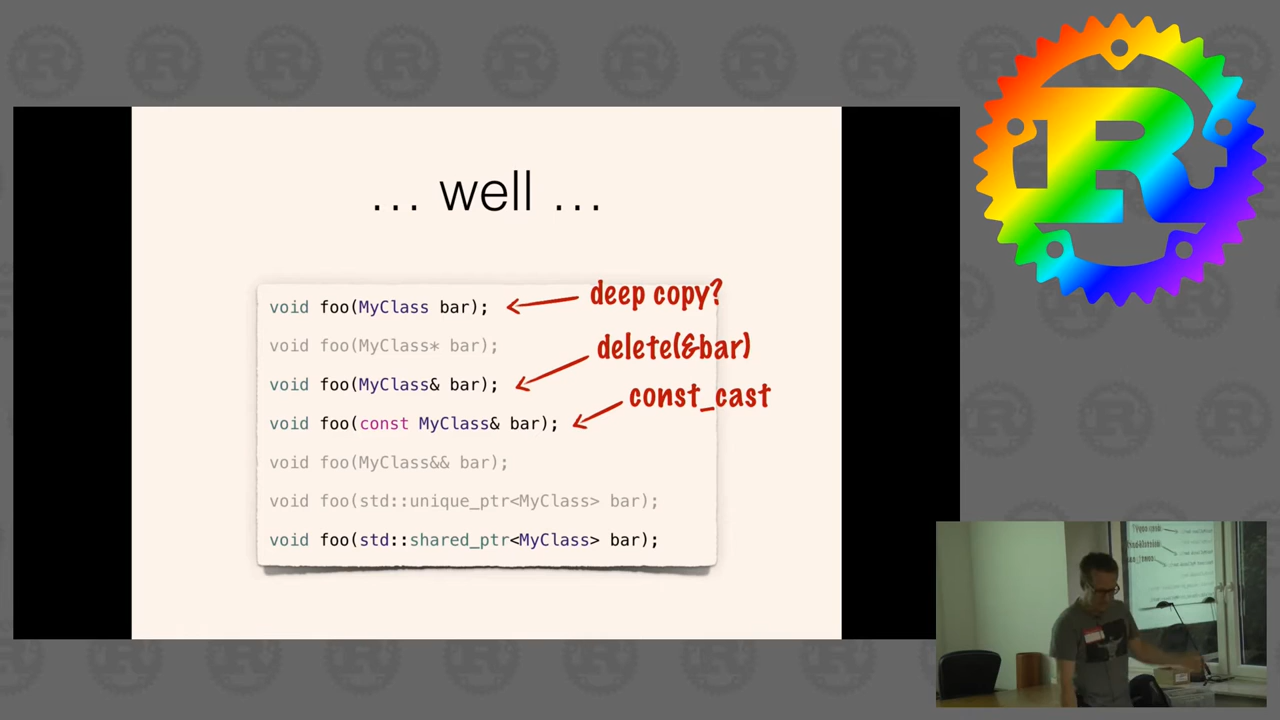 … well …
void foo(MyClass bar);
deep copy?
void foo(MyClass* bar);
delete(&bar)
void foo(MyClass& bar);
const_cast
void foo(const MyClass& bar);
void foo(MyClass&& bar);
void foo(std::unique_ptr<MyClass> bar);
void foo(std::shared_ptr<MyClass> bar);
R